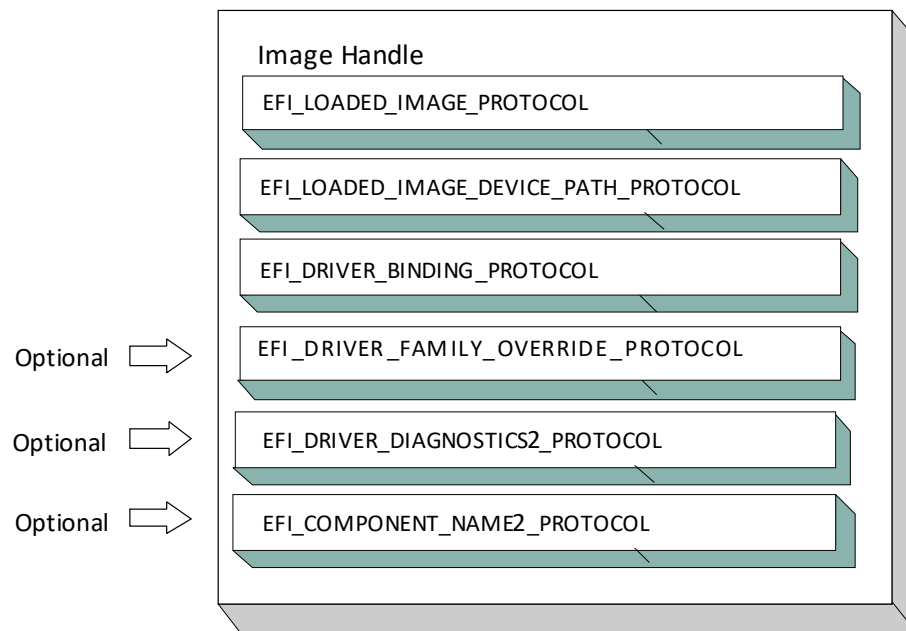 Image Handle
EFI_LOADED_IMAGE_PROTOCOL
EFI_LOADED_IMAGE_DEVICE_PATH_PROTOCOL
EFI_DRIVER_BINDING_PROTOCOL
Optional
EFI_DRIVER_FAMILY_OVERRIDE_PROTOCOL
Optional
EFI_DRIVER_DIAGNOSTICS2_PROTOCOL
Optional
EFI_COMPONENT_NAME2_PROTOCOL